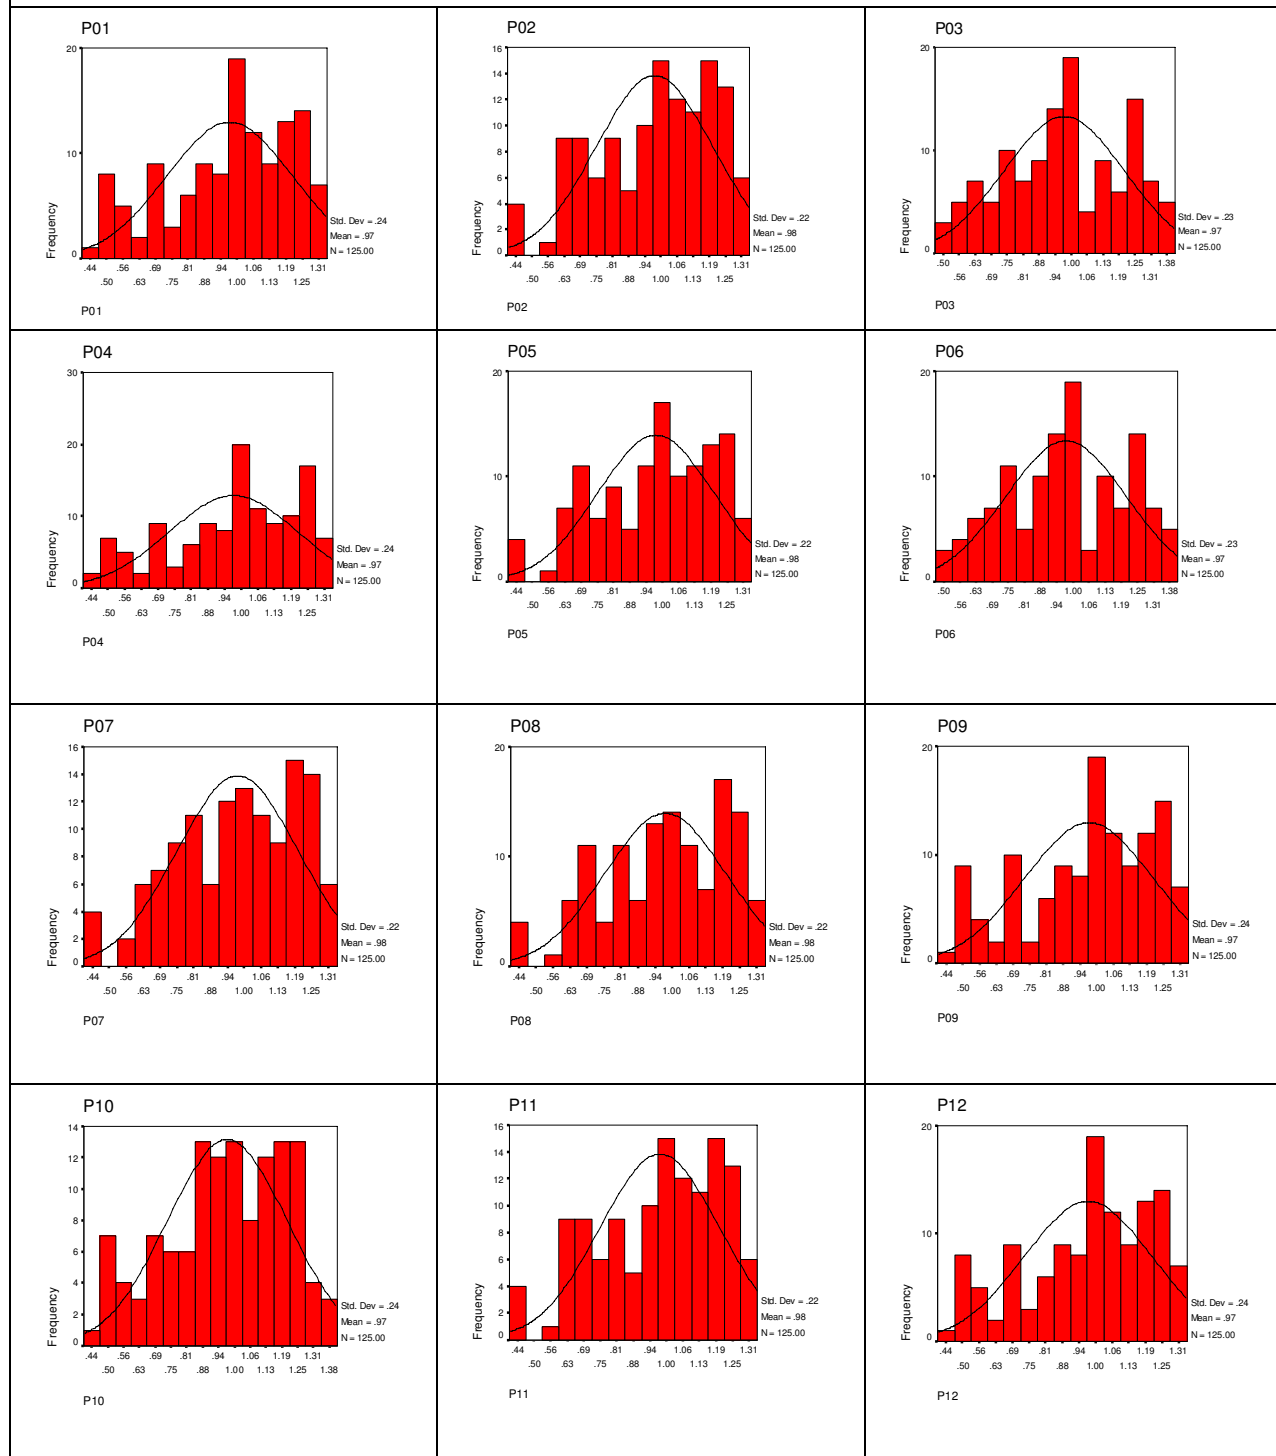 P01
20
10
0
Frequency
Std. Dev = .24
Mean = .97
N = 125.00
.44 .56 .69 .81 .94 1.06 1.19 1.31
.50 .63 .75 .88 1.00 1.13 1.25
P01
P02
16
14
12
10
8
6
4
2
0
Frequency
Std. Dev = .22
Mean = .98
N = 125.00
.44 .56 .69 .81 .94 1.06 1.19 1.31
.50 .63 .75 .88 1.00 1.13 1.25
P02
P03
20
10
0
Frequency
Std. Dev = .23
Mean = .97
N = 125.00
.50 .63 .75 .88 1.00 1.13 1.25 1.38
.56 .69 .81 .94 1.06 1.19 1.31
P03
P04
30
20
10
0
Frequency
Std. Dev = .24
Mean = .97
N = 125.00
.44 .56 .69 .81 .94 1.06 1.19 1.31
.50 .63 .75 .88 1.00 1.13 1.25
P04
P05
20
10
0
Frequency
Std. Dev = .22
Mean = .98
N = 125.00
.44 .56 .69 .81 .94 1.06 1.19 1.31
.50 .63 .75 .88 1.00 1.13 1.25
P05
P06
20
10
0
Frequency
Std. Dev = .23
Mean = .97
N = 125.00
.50 .63 .75 .88 1.00 1.13 1.25 1.38
.56 .69 .81 .94 1.06 1.19 1.31
P06
P07
16
14
12
10
8
6
4
2
0
Frequency
Std. Dev = .22
Mean = .98
N = 125.00
.44 .56 .69 .81 .94 1.06 1.19 1.31
.50 .63 .75 .88 1.00 1.13 1.25
P07
P08
20
10
0
Frequency
Std. Dev = .22
Mean = .98
N = 125.00
.44 .56 .69 .81 .94 1.06 1.19 1.31
.50 .63 .75 .88 1.00 1.13 1.25
P08
P09
20
10
0
Frequency
Std. Dev = .24
Mean = .97
N = 125.00
.44 .56 .69 .81 .94 1.06 1.19 1.31
.50 .63 .75 .88 1.00 1.13 1.25
P09
P10
14
12
10
8
6
4
2
0
Frequency
Std. Dev = .24
Mean = .97
N = 125.00
.44 .56 .69 .81 .94 1.06 1.19 1.31
.50 .63 .75 .88 1.00 1.13 1.25 1.38
P10
P11
16
14
12
10
8
6
4
2
0
Frequency
Std. Dev = .22
Mean = .98
N = 125.00
.44 .56 .69 .81 .94 1.06 1.19 1.31
.50 .63 .75 .88 1.00 1.13 1.25
P11
P12
20
10
0
Frequency
Std. Dev = .24
Mean = .97
N = 125.00
.44 .56 .69 .81 .94 1.06 1.19 1.31
.50 .63 .75 .88 1.00 1.13 1.25
P12